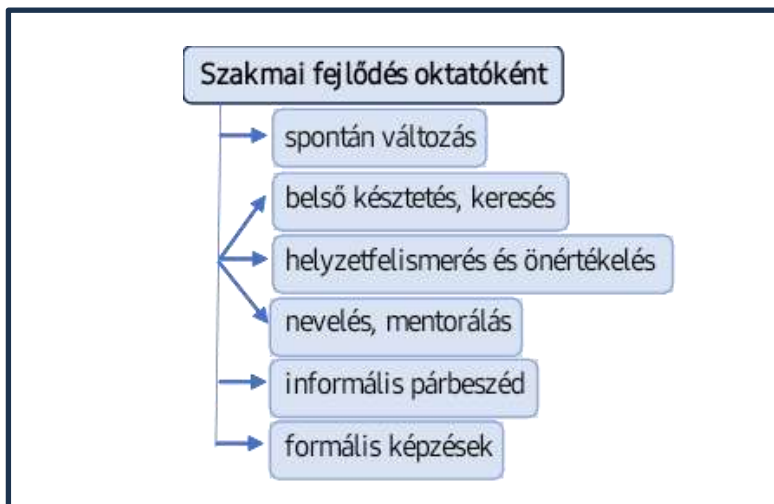 Szakmai fejlődés oktatóként
spontán változás
belső késztetés, keresés
helyzetfelismerés és önértékelés
nevelés, mentorálás
informális párbeszéd
formális képzések